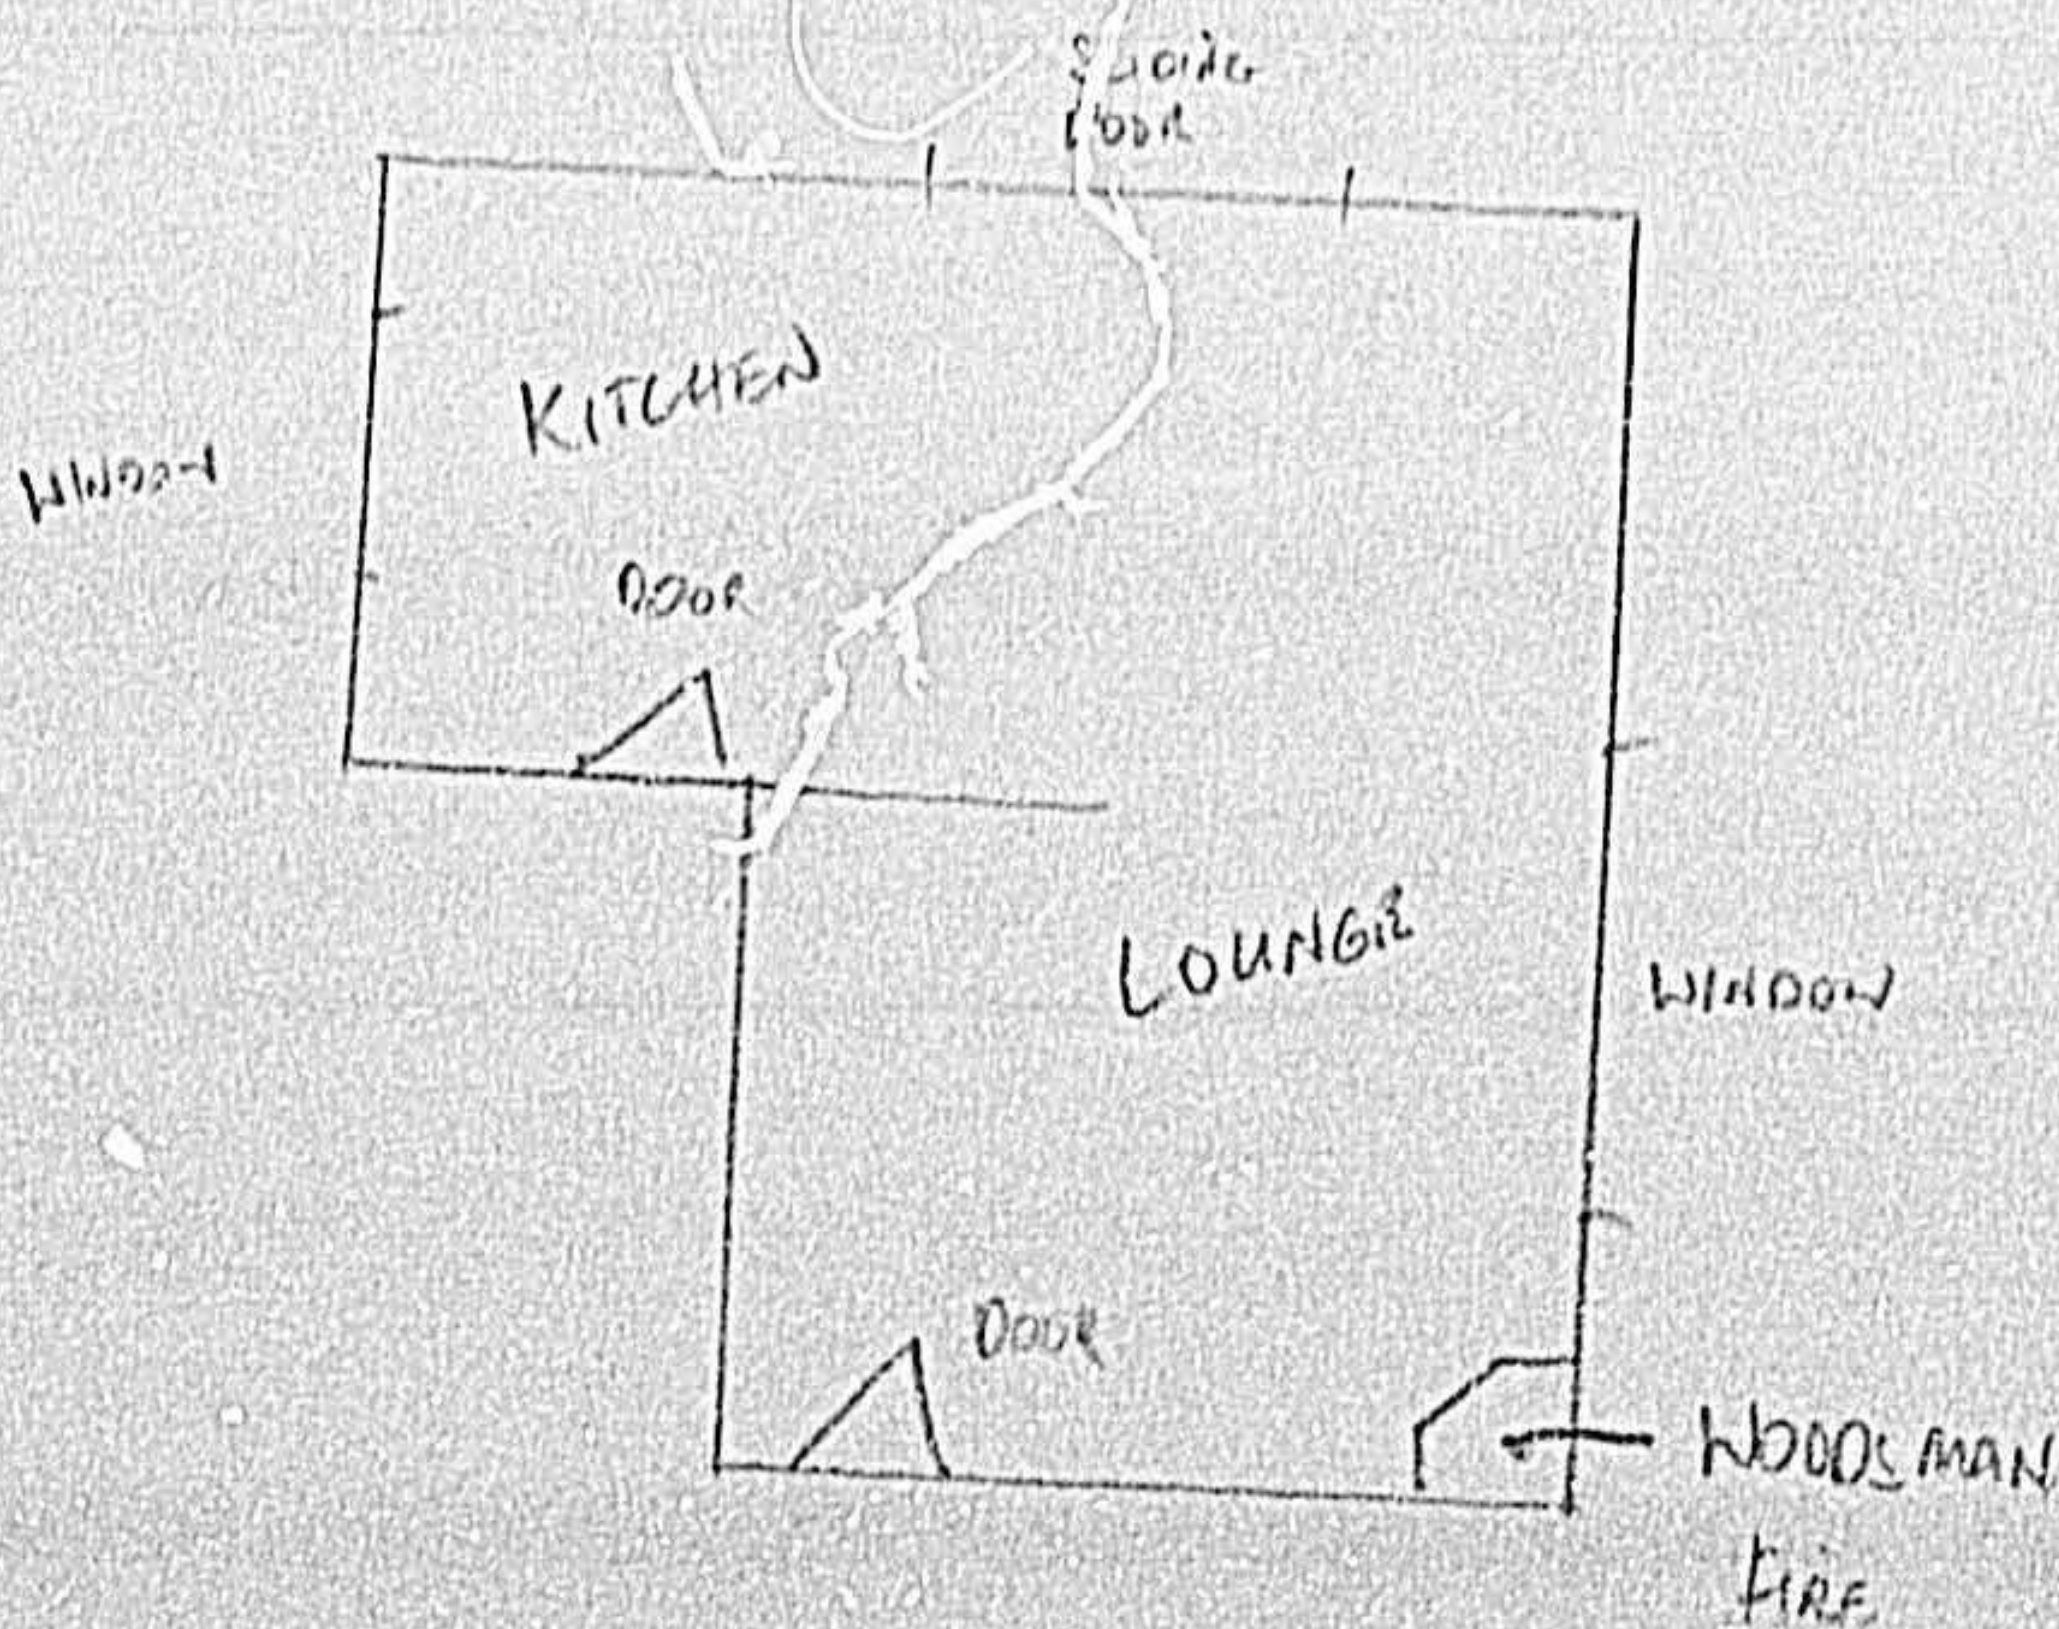 SLIDING
DOOR
KITCHEN
WINDOW
DOOR
LOUNGE
WINDOW
DOOR
WOODSMAN
FIRE